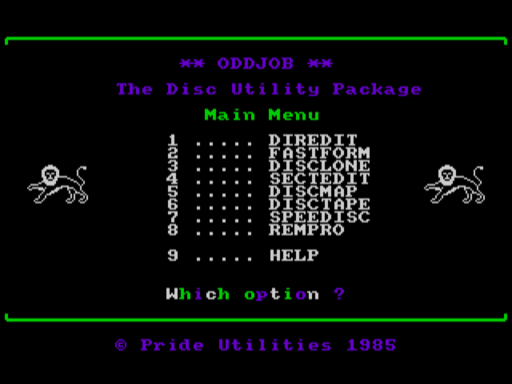 ** ODDJOB **
The Disc Utility Package
Main Menu
1 ..... DIREDIT
2 ..... FASTFORM
3 ..... DISCLONE
4 ..... SECTEDIT
5 ..... DISCMAP
6 ..... DISCTAPE
7 ..... SPEEDISC
8 ..... REMPRO
9 ..... HELP
Which option ?
© Pride Utilities 1985